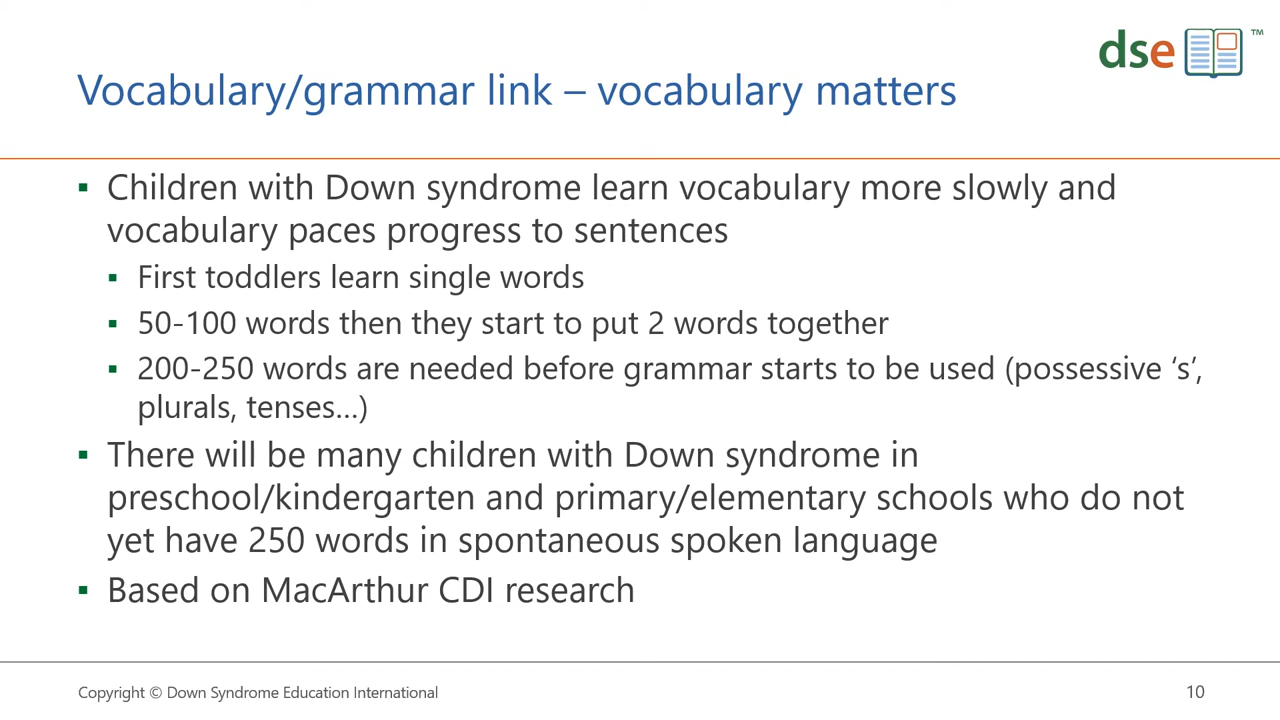 dse ™
Vocabulary/grammar link – vocabulary matters
▪ Children with Down syndrome learn vocabulary more slowly and
vocabulary paces progress to sentences
▪ First toddlers learn single words
▪ 50-100 words then they start to put 2 words together
▪ 200-250 words are needed before grammar starts to be used (possessive ‘s’,
plurals, tenses…)
▪ There will be many children with Down syndrome in
preschool/kindergarten and primary/elementary schools who do not
yet have 250 words in spontaneous spoken language
▪ Based on MacArthur CDI research
Copyright © Down Syndrome Education International 10